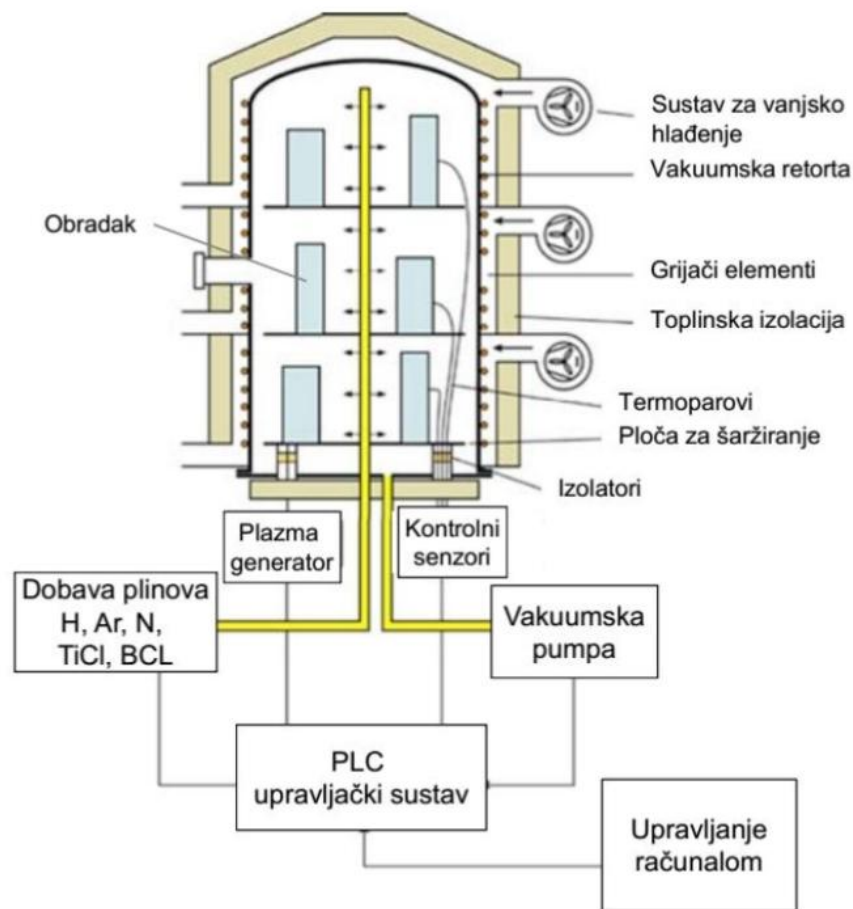 Sustav za vanjsko
hlađenje
Vakuumska retorta
Obradak
Grijači elementi
Toplinska izolacija
Termoparovi
Ploča za šaržiranje
Izolatori
Plazma
generator
Kontrolni
senzori
Dobava plinova
H, Ar, N,
TiCl, BCL
Vakuumska
pumpa
PLC
upravljački sustav
Upravljanje
računalom